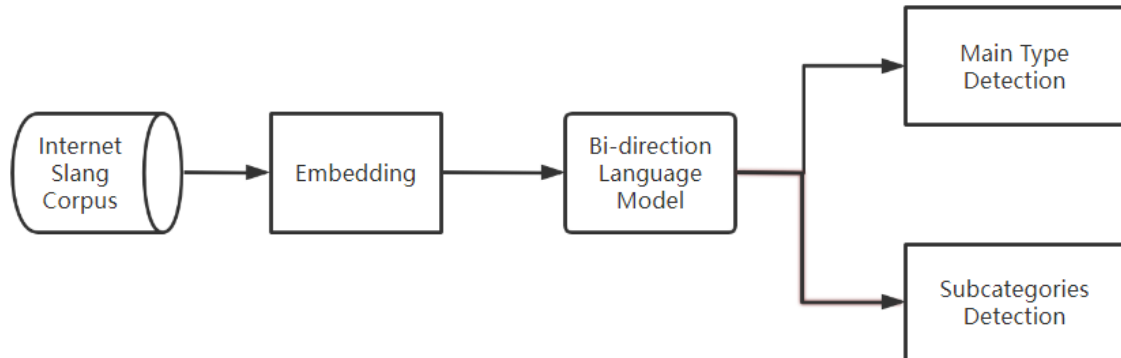 Internet
Slang
Corpus
Embedding
Bi-direction
Language
Model
Main Type
Detection
Subcategories
Detection